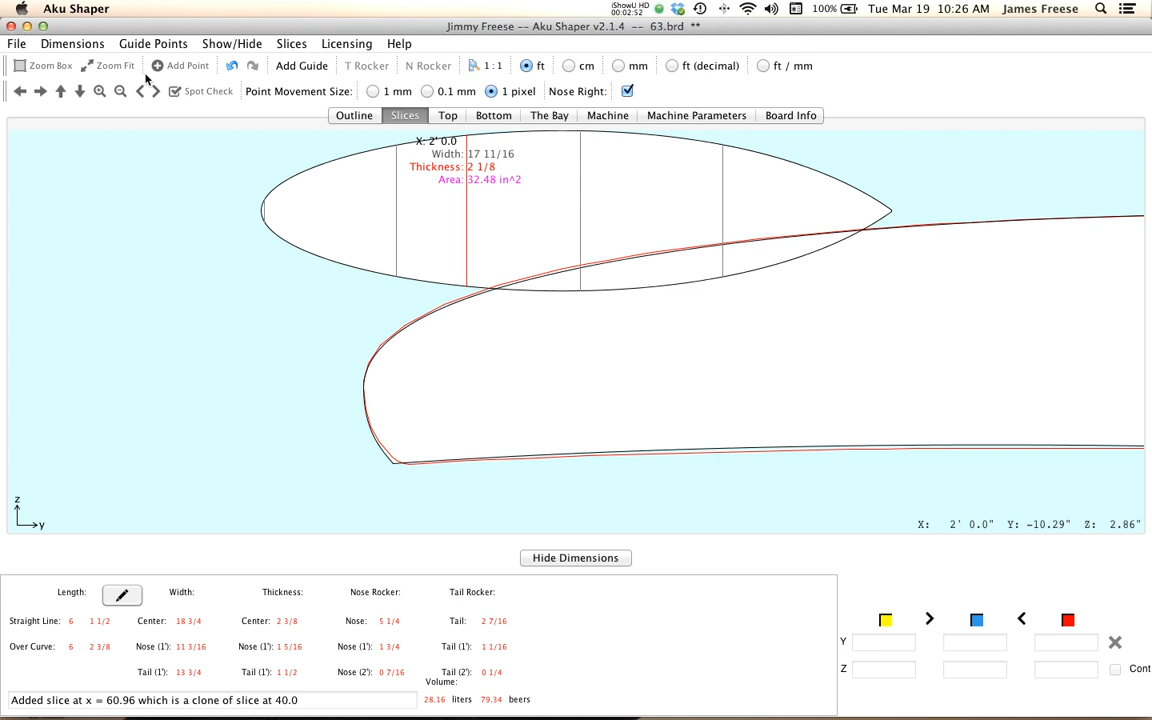 Aku Shaper
iShowU HD
00:02:52
100%
Tue Mar 19 10:26 AM James Freese
Jimmy Freese -- Aku Shaper v2.1.4 -- 63.brd **
File Dimensions Guide Points Show/Hide Slices Licensing Help
Zoom Box Zoom Fit Add Point Add Guide T Rocker N Rocker 1:1 ft cm mm ft (decimal) ft / mm
Spot Check Point Movement Size: 1 mm 0.1 mm 1 pixel Nose Right:
Outline Slices Top Bottom The Bay Machine Machine Parameters Board Info
X: 2' 0.0
Width: 17 11/16
Thickness: 2 1/8
Area: 32.48 in^2
z
y
X: 2' 0.0" Y: -10.29" Z: 2.86"
Hide Dimensions
Length: Width: Thickness: Nose Rocker: Tail Rocker:
Straight Line: 6 1 1/2 Center: 18 3/4 Center: 2 3/8 Nose: 5 1/4 Tail: 2 7/16
Over Curve: 6 2 3/8 Nose (1'): 11 3/16 Nose (1'): 1 5/16 Nose (1'): 1 3/4 Tail (1'): 1 1/16
Tail (1'): 13 3/4 Tail (1'): 1 1/2 Nose (2'): 0 7/16 Tail (2'): 0 1/4
Volume:
Added slice at x = 60.96 which is a clone of slice at 40.0 28.16 liters 79.34 beers
Y
Z Cont